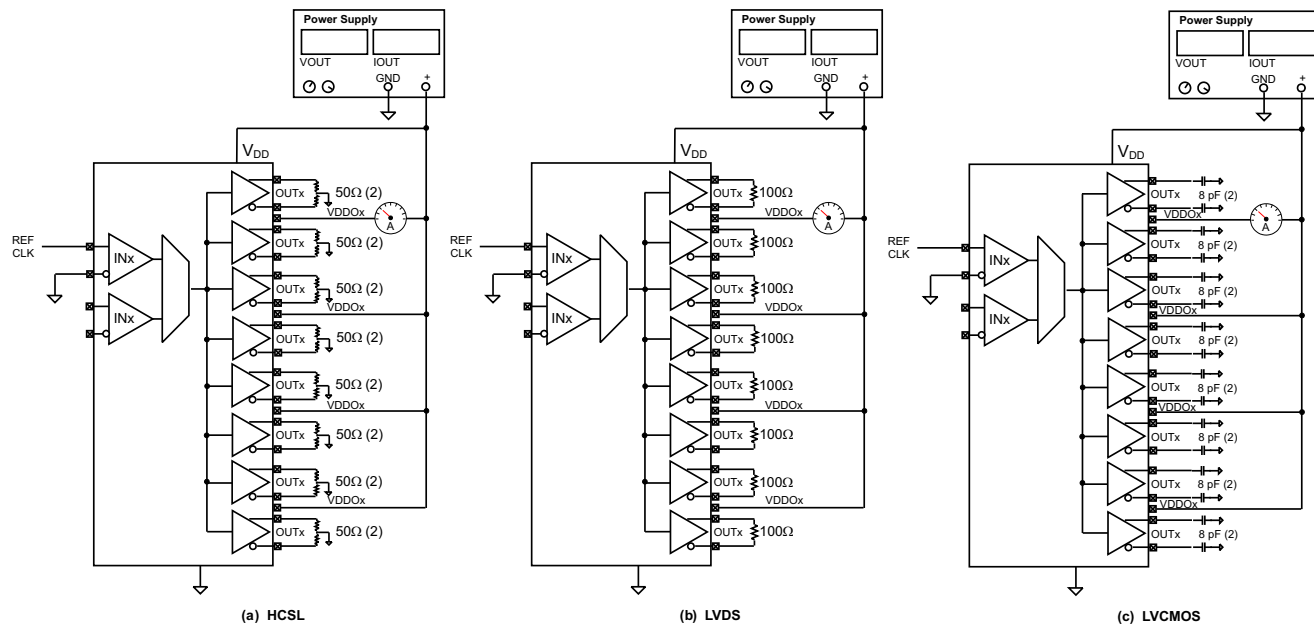 Power Supply
VOUT IOUT
GND +
VDD
OUTx 50Ω (2)
VDDOx
A
OUTx 50Ω (2)
REF
CLK
INx
OUTx 50Ω (2)
VDDOx
INx
OUTx 50Ω (2)
OUTx 50Ω (2)
VDDOx
OUTx 50Ω (2)
OUTx 50Ω (2)
VDDOx
OUTx 50Ω (2)
(a) HCSL
Power Supply
VOUT IOUT
GND +
VDD
OUTx 100Ω
VDDOx
A
OUTx 100Ω
REF
CLK
INx
OUTx 100Ω
VDDOx
INx
OUTx 100Ω
OUTx 100Ω
VDDOx
OUTx 100Ω
OUTx 100Ω
VDDOx
OUTx 100Ω
(b) LVDS
Power Supply
VOUT IOUT
GND +
VDD
OUTx 8 pF (2)
VDDOx
A
OUTx 8 pF (2)
REF
CLK
INx
OUTx 8 pF (2)
VDDOx
INx
OUTx 8 pF (2)
OUTx 8 pF (2)
VDDOx
OUTx 8 pF (2)
OUTx 8 pF (2)
VDDOx
OUTx 8 pF (2)
(c) LVCMOS